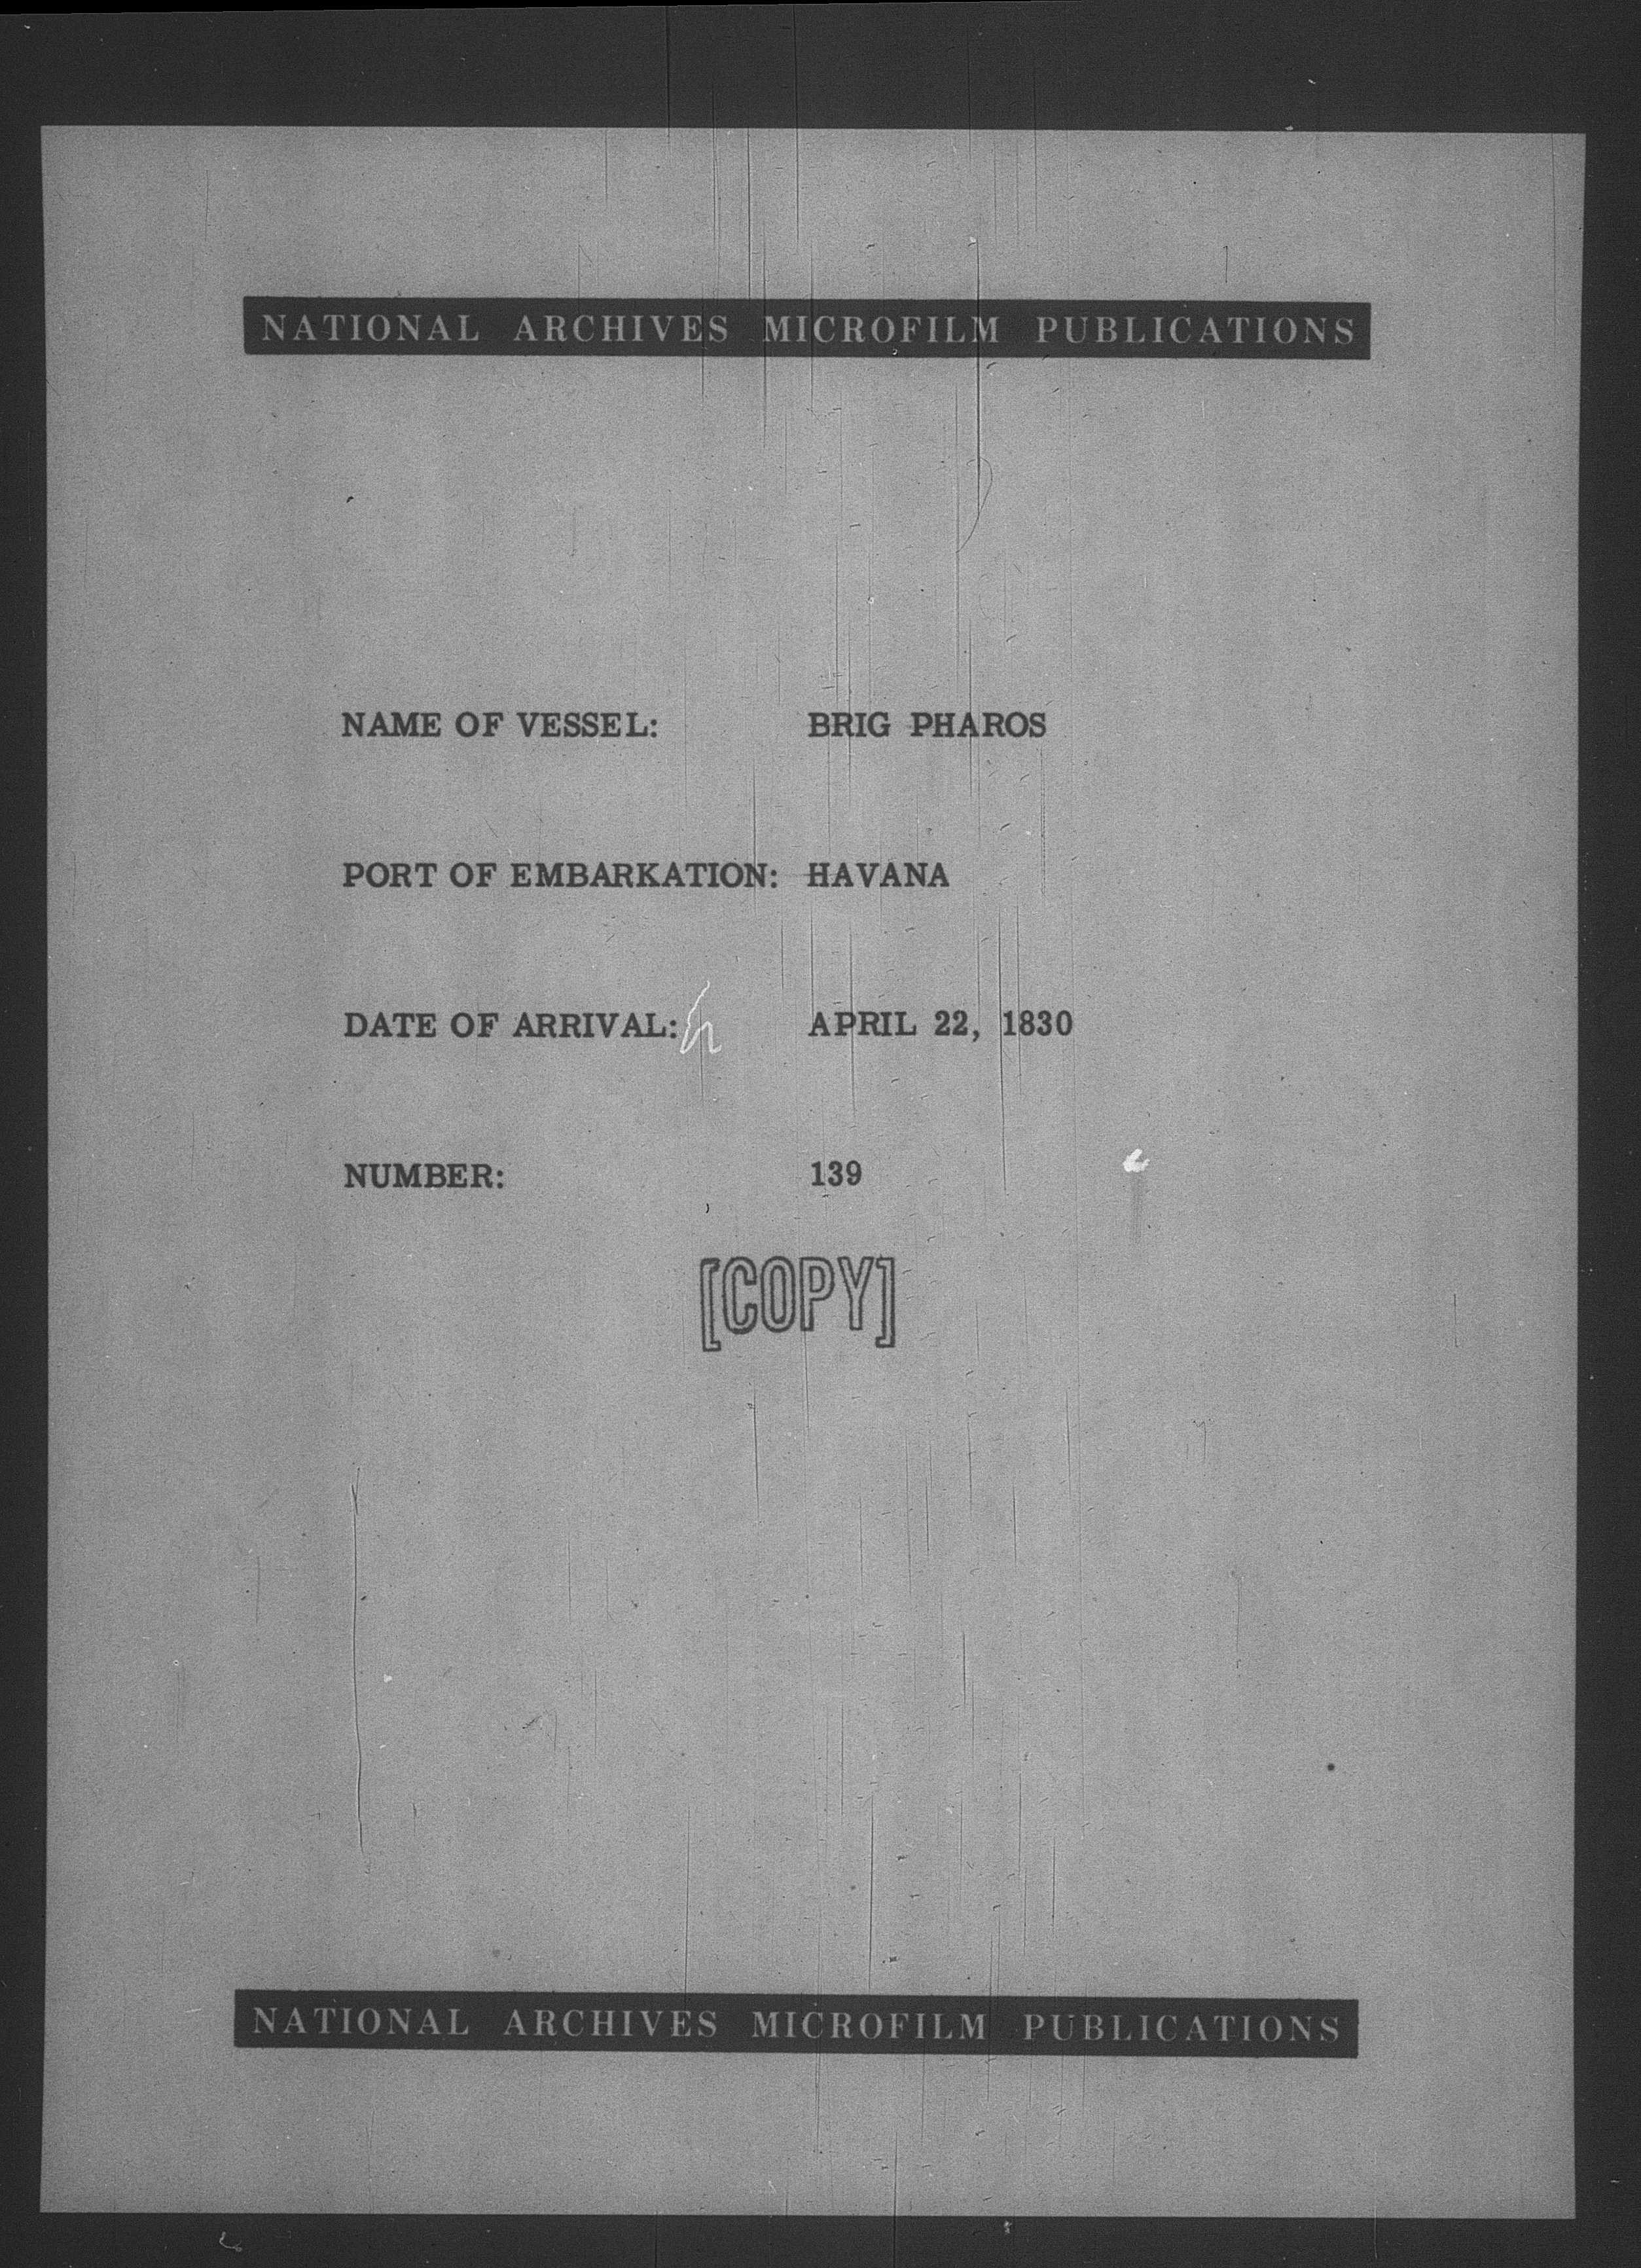 NATIONAL ARCHIVES MICROFILM PUBLICATIONS
NAME OF VESSEL: BRIG PHAROS
PORT OF EMBARKATION: HAVANA
DATE OF ARRIVAL: APRIL 22, 1830
NUMBER: 139
[COPY]
NATIONAL ARCHIVES MICROFILM PUBLICATIONS